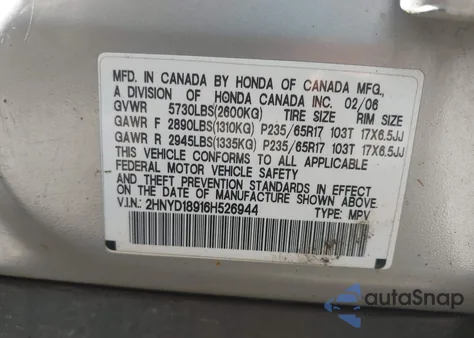 MFD. IN CANADA BY HONDA OF CANADA MFG.,
A DIVISION OF HONDA CANADA INC. 02/06
GVWR 5730LBS(2600KG) TIRE SIZE RIM SIZE
GAWR F 2890LBS(1310KG) P235/65R17 103T 17X6.5JJ
GAWR R 2945LBS(1335KG) P235/65R17 103T 17X6.5JJ
THIS VEHICLE CONFORMS TO ALL APPLICABLE
FEDERAL MOTOR VEHICLE SAFETY
AND THEFT PREVENTION STANDARDS IN EFFECT
ON THE DATE OF MANUFACTURE SHOWN ABOVE.
V.I.N.: 2HNYD18916H526944 TYPE: MPV
autaSnap